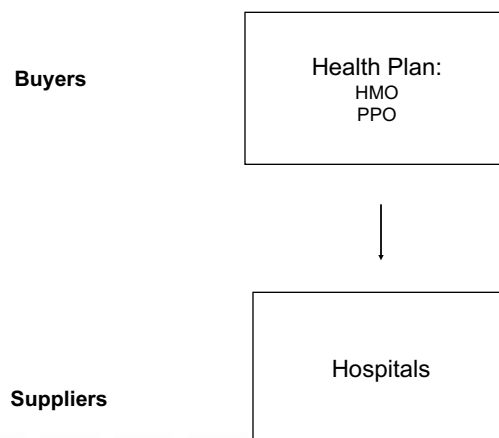 Buyers
Health Plan:
HMO
PPO
Hospitals
Suppliers